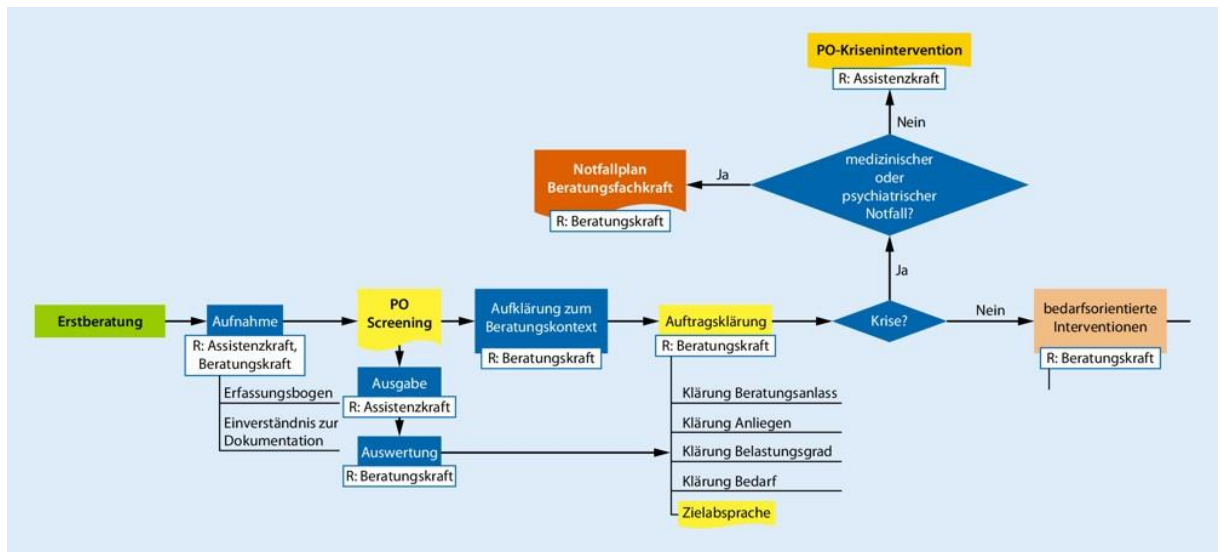 PO-Krisenintervention
R: Assistenzkraft
Nein
medizinischer
oder
psychiatrischer
Notfall?
Ja
Notfallplan
Beratungsfachkraft
R: Beratungskraft
Ja
Erstberatung
Aufnahme
R: Assistenzkraft,
Beratungskraft
Erfassungsbogen
Einverständnis zur
Dokumentation
PO
Screening
Ausgabe
R: Assistenzkraft
Auswertung
R: Beratungskraft
Aufklärung zum
Beratungskontext
R: Beratungskraft
Auftragsklärung
R: Beratungskraft
Klärung Beratungsanlass
Klärung Anliegen
Klärung Belastungsgrad
Klärung Bedarf
Zielabsprache
Krise?
Nein
bedarfsorientierte
Interventionen
R: Beratungskraft